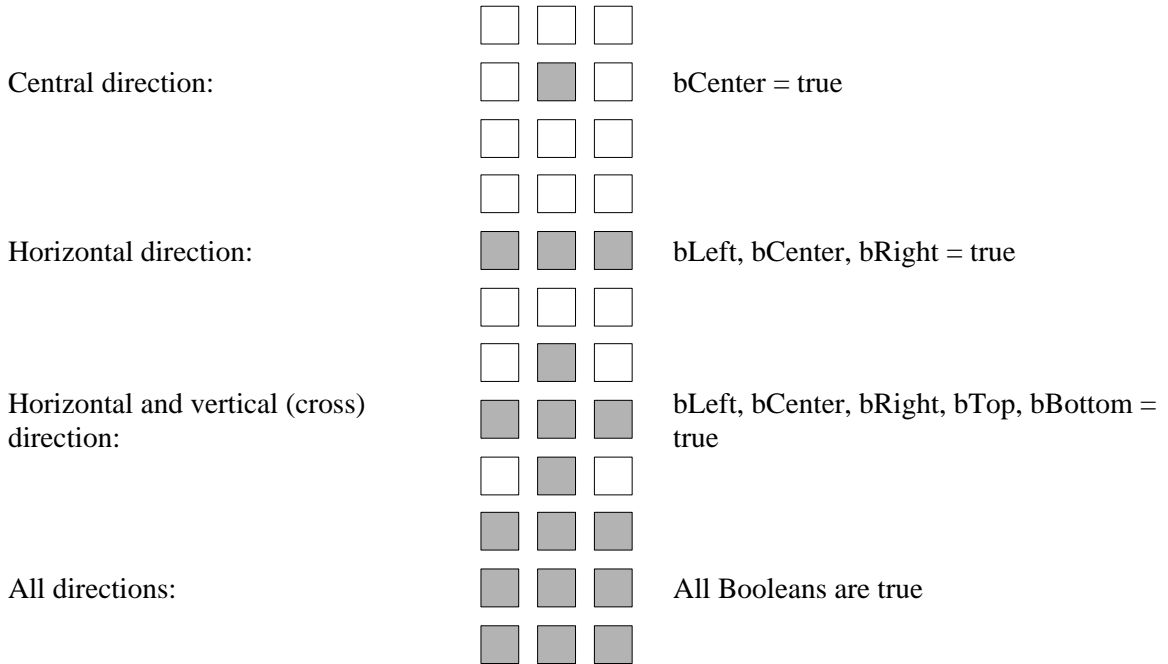 Central direction:
bCenter = true
Horizontal direction:
bLeft, bCenter, bRight = true
Horizontal and vertical (cross)
direction:
bLeft, bCenter, bRight, bTop, bBottom =
true
All directions:
All Booleans are true